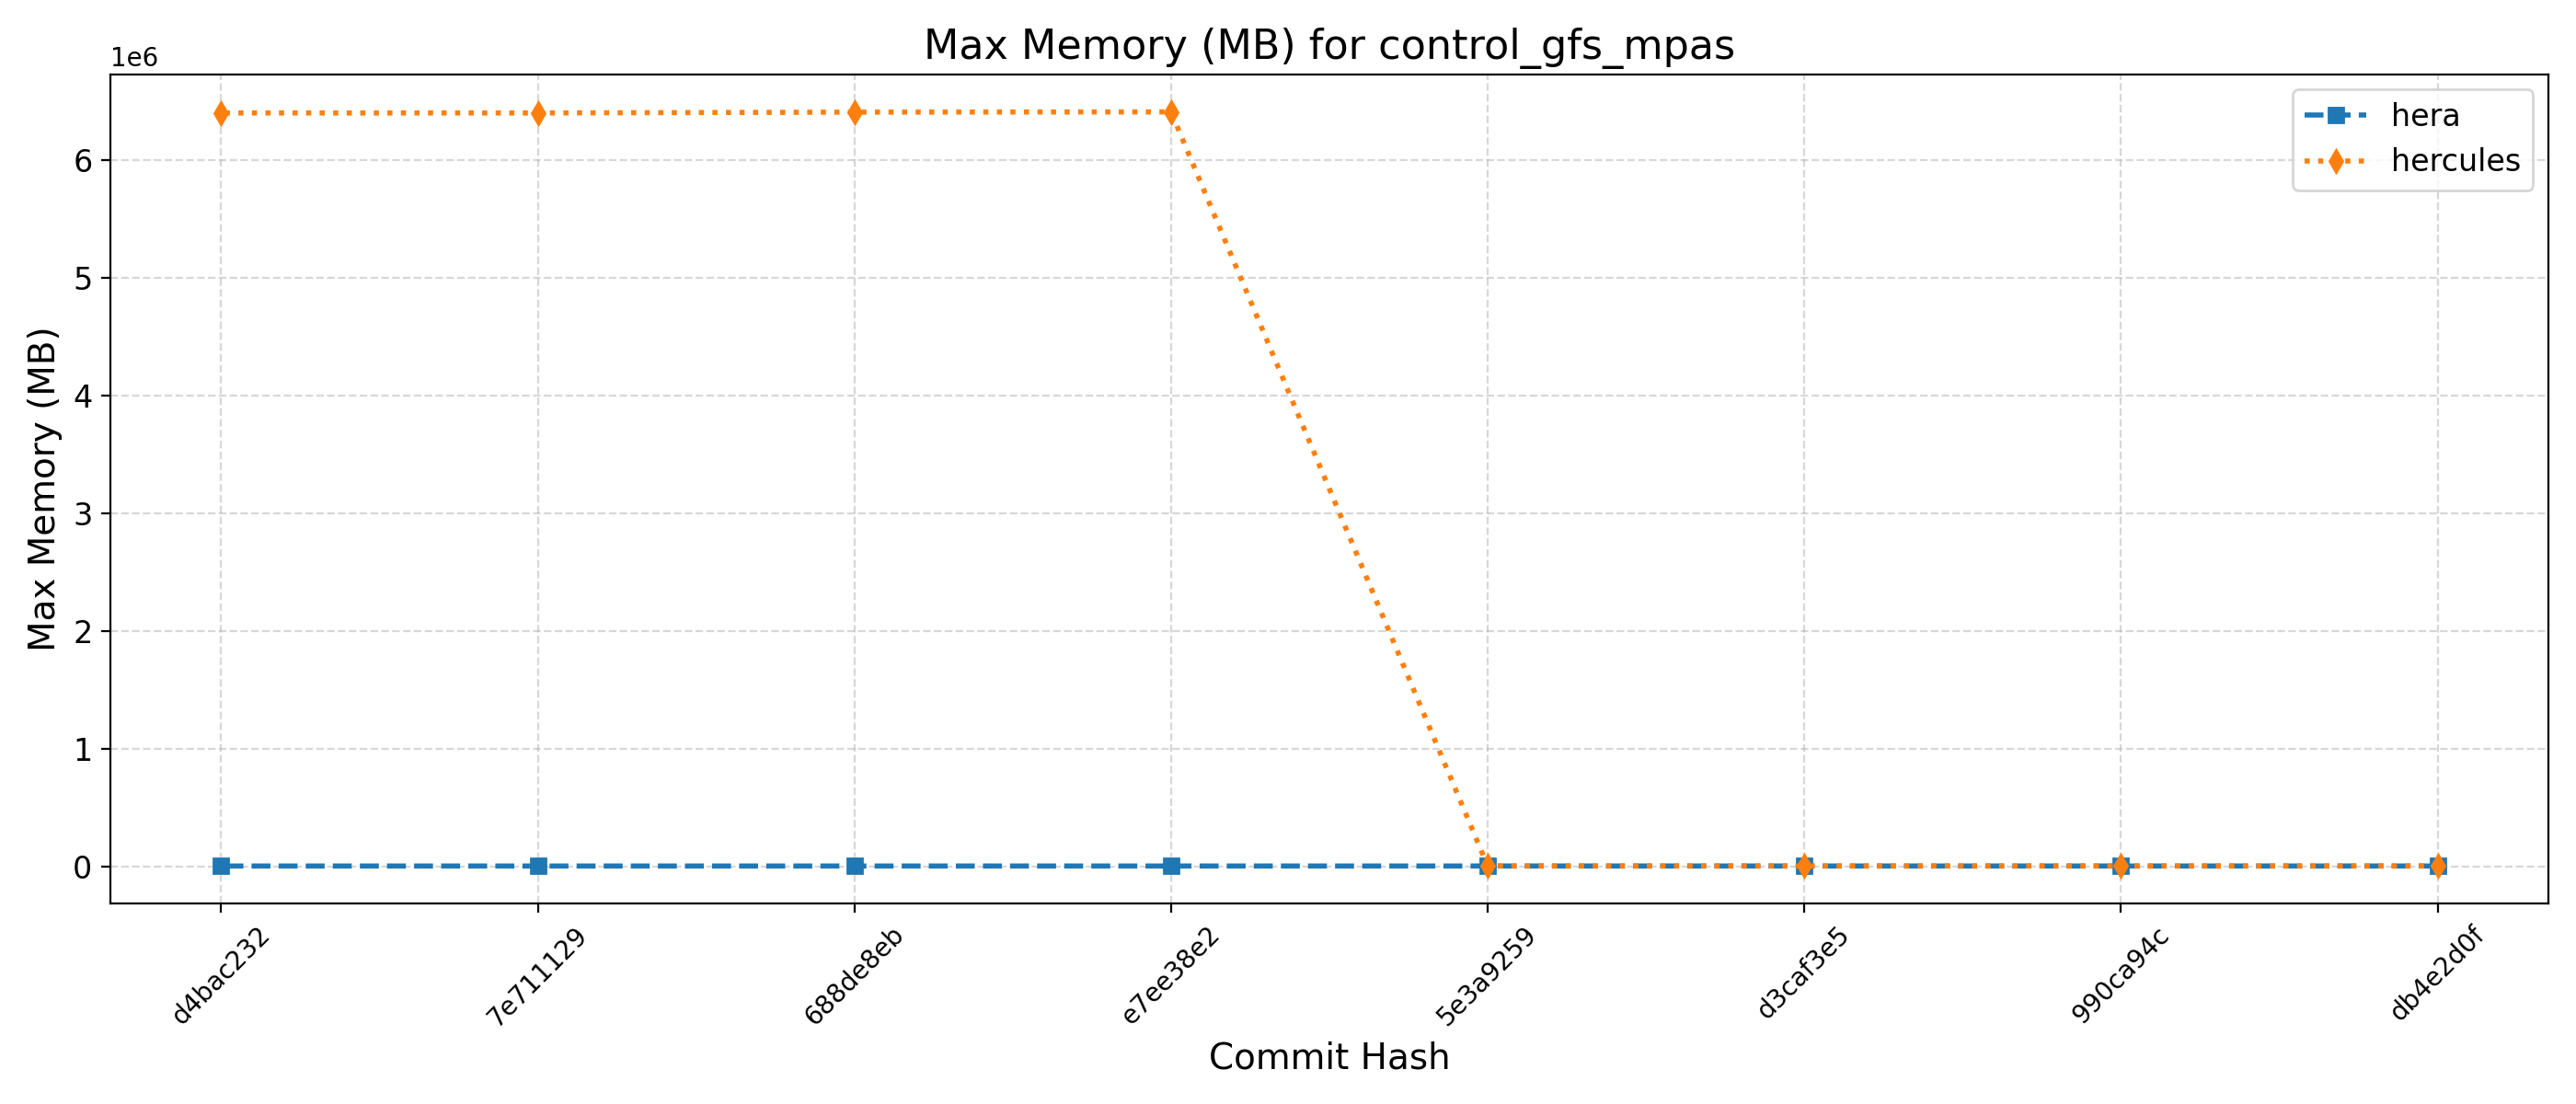 Max Memory (MB) for control_gfs_mpas
1e6
hera
hercules
6
5
4
3
2
1
0
Max Memory (MB)
d4bac232
7e711129
688de8eb
e7ee38e2
5e3a9259
d3caf3e5
990ca94c
db4e2d0f
Commit Hash